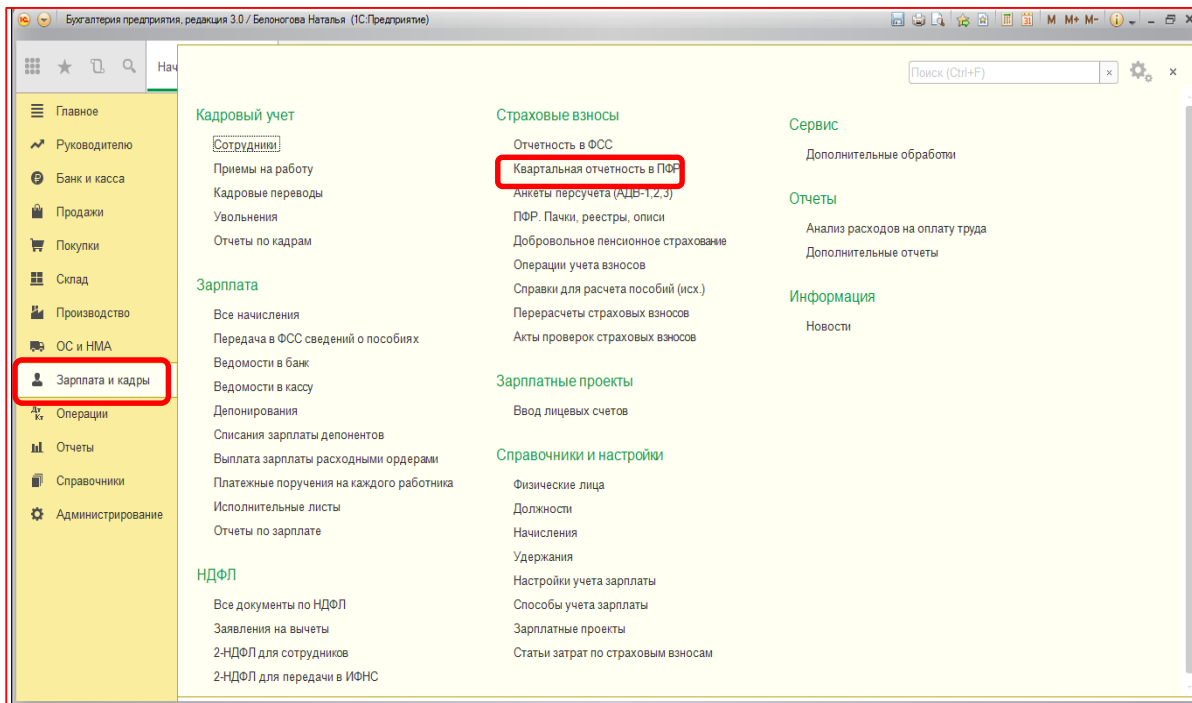 Бухгалтерия предприятия, редакция 3.0 / Белоногова Наталья (1С:Предприятие)
M M+ M-
Нач
Поиск (Ctrl+F)
Главное
Руководителю
Банк и касса
Продажи
Покупки
Склад
Производство
ОС и НМА
Зарплата и кадры
Операции
Отчеты
Справочники
Администрирование
Кадровый учет
Сотрудники
Приемы на работу
Кадровые переводы
Увольнения
Отчеты по кадрам
Зарплата
Все начисления
Передача в ФСС сведений о пособиях
Ведомости в банк
Ведомости в кассу
Депонирования
Списания зарплаты депонентов
Выплата зарплаты расходными ордерами
Платежные поручения на каждого работника
Исполнительные листы
Отчеты по зарплате
НДФЛ
Все документы по НДФЛ
Заявления на вычеты
2-НДФЛ для сотрудников
2-НДФЛ для передачи в ИФНС
Страховые взносы
Отчетность в ФСС
Квартальная отчетность в ПФР
Анкеты персучета (АДВ-1,2,3)
ПФР. Пачки, реестры, описи
Добровольное пенсионное страхование
Операции учета взносов
Справки для расчета пособий (исх.)
Перерасчеты страховых взносов
Акты проверок страховых взносов
Зарплатные проекты
Ввод лицевых счетов
Справочники и настройки
Физические лица
Должности
Начисления
Удержания
Настройки учета зарплаты
Способы учета зарплаты
Зарплатные проекты
Статьи затрат по страховым взносам
Сервис
Дополнительные обработки
Отчеты
Анализ расходов на оплату труда
Дополнительные отчеты
Информация
Новости